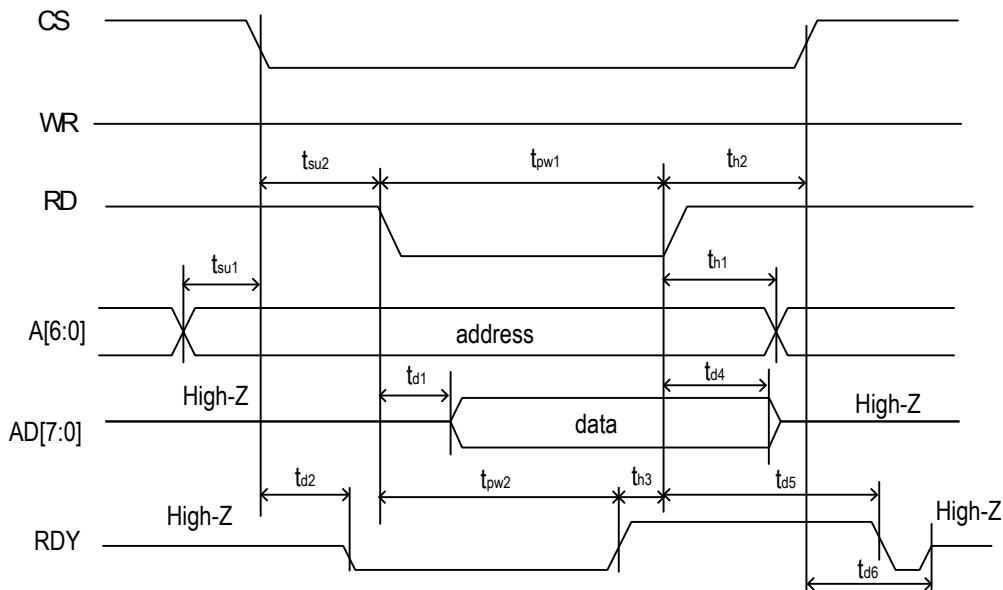 CS
WR
tsu2 tpw1 th2
RD
tsu1 th1
A[6:0] address
td1 td4
High-Z High-Z
AD[7:0] data
td2 tpw2 th3 td5
High-Z High-Z
RDY
td6